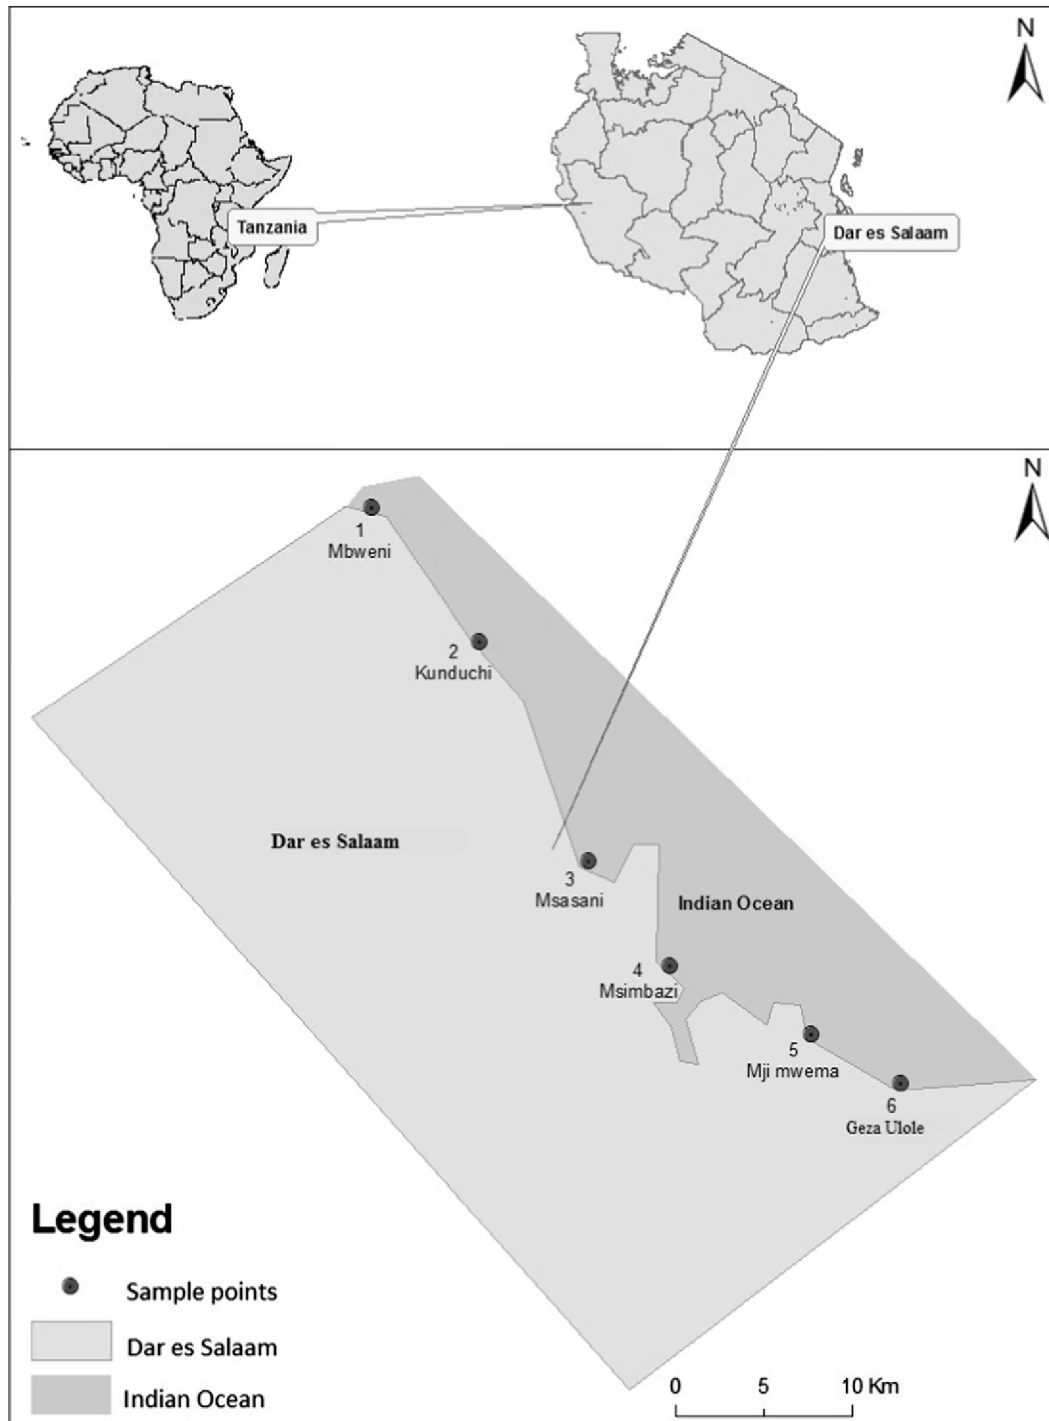 N
Tanzania
Dar es Salaam
N
1
Mbweni
2
Kunduchi
Dar es Salaam
3
Msasani
Indian Ocean
4
Msimbazi
5
Mji mwema
6
Geza Ulole
Legend
Sample points
Dar es Salaam
Indian Ocean
0 5 10 Km